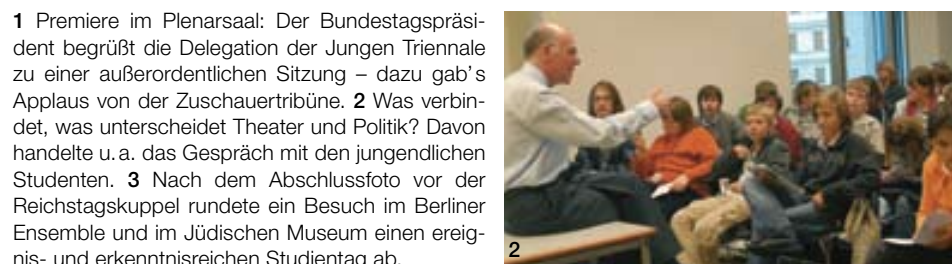 1 Premiere im Plenarsaal: Der Bundestagspräsi-
dent begrüßt die Delegation der Jungen Triennale
zu einer außerordentlichen Sitzung – dazu gab's
Applaus von der Zuschauertribüne. 2 Was verbin-
det, was unterscheidet Theater und Politik? Davon
handelte u. a. das Gespräch mit den jungendlichen
Studenten. 3 Nach dem Abschlussfoto vor der
Reichstagskuppel rundete ein Besuch im Berliner
Ensemble und im Jüdischen Museum einen ereig-
nis- und erkenntnisreichen Studientag ab.
2